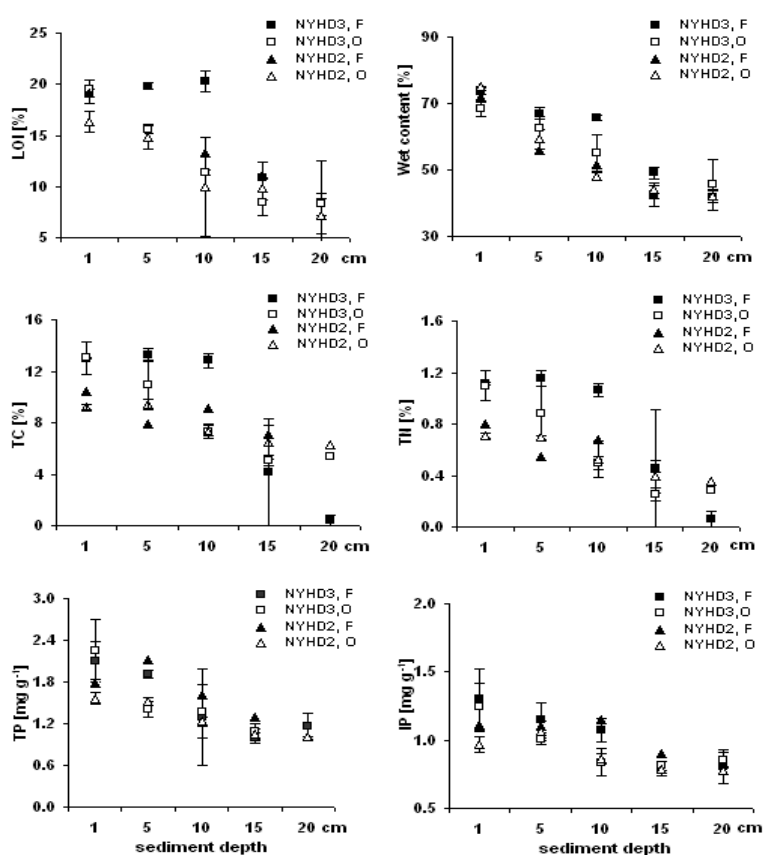 25
20
15
10
5
LOI [%]
NYHD3, F
NYHD3,O
NYHD2, F
NYHD2, O
1 5 10 15 20 cm
90
70
50
30
Wet content [%]
NYHD3, F
NYHD3,O
NYHD2, F
NYHD2, O
1 5 10 15 20 cm
16
12
8
4
0
TC [%]
NYHD3, F
NYHD3,O
NYHD2, F
NYHD2, O
1 5 10 15 20 cm
1.6
1.2
0.8
0.4
0.0
TN [%]
NYHD3, F
NYHD3,O
NYHD2, F
NYHD2, O
1 5 10 15 20 cm
3.0
2.4
1.8
1.2
0.6
0.0
TP [mg g⁻¹]
NYHD3, F
NYHD3,O
NYHD2, F
NYHD2, O
1 5 10 15 20 cm
sediment depth
2.0
1.5
1.0
0.5
IP [mg g⁻¹]
NYHD3, F
NYHD3,O
NYHD2, F
NYHD2, O
1 5 10 15 20 cm
sediment depth